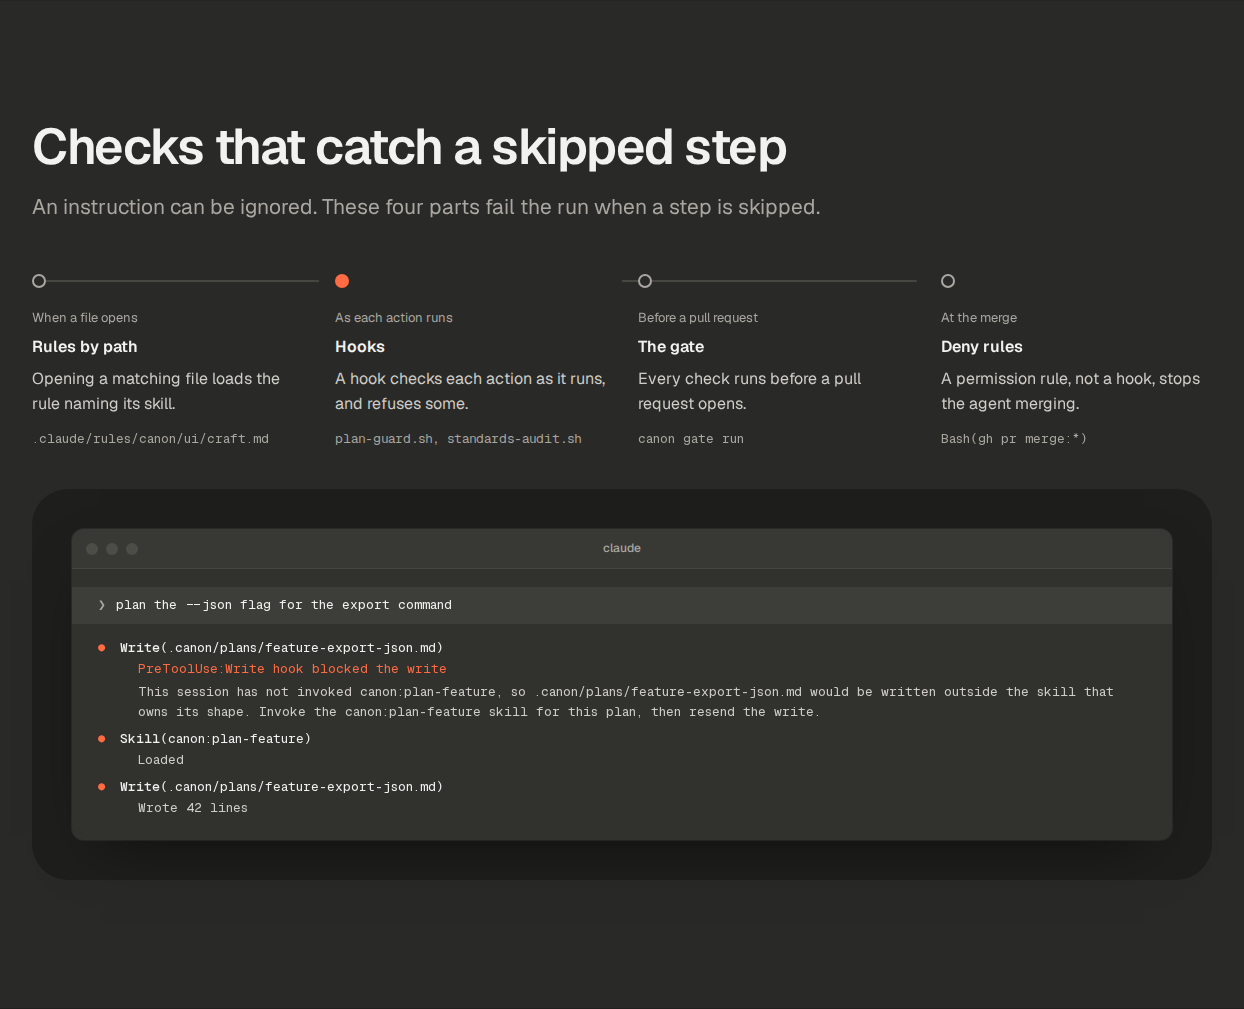 Checks that catch a skipped step
An instruction can be ignored. These four parts fail the run when a step is skipped.
When a file opens
Rules by path
Opening a matching file loads the
rule naming its skill.
.claude/rules/canon/ui/craft.md
As each action runs
Hooks
A hook checks each action as it runs,
and refuses some.
plan-guard.sh, standards-audit.sh
Before a pull request
The gate
Every check runs before a pull
request opens.
canon gate run
At the merge
Deny rules
A permission rule, not a hook, stops
the agent merging.
Bash(gh pr merge:*)
claude
❯ plan the --json flag for the export command
● Write(.canon/plans/feature-export-json.md)
PreToolUse:Write hook blocked the write
This session has not invoked canon:plan-feature, so .canon/plans/feature-export-json.md would be written outside the skill that
owns its shape. Invoke the canon:plan-feature skill for this plan, then resend the write.
● Skill(canon:plan-feature)
Loaded
● Write(.canon/plans/feature-export-json.md)
Wrote 42 lines